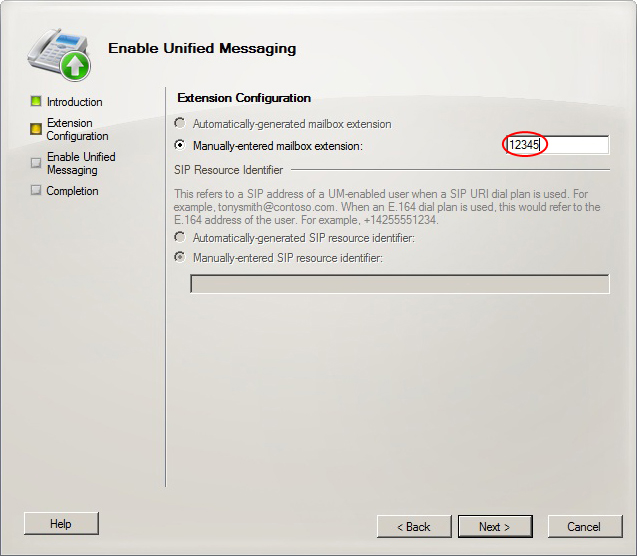 Enable Unified Messaging
Introduction
Extension
Configuration
Enable Unified
Messaging
Completion
Extension Configuration
Automatically-generated mailbox extension
Manually-entered mailbox extension:
12345
SIP Resource Identifier
This refers to a SIP address of a UM-enabled user when a SIP URI dial plan is used. For
example, tonysmith@contoso.com. When an E.164 dial plan is used, this would refer to the
E.164 address of the user. For example, +14255551234.
Automatically-generated SIP resource identifier:
Manually-entered SIP resource identifier:
Help
< Back
Next >
Cancel